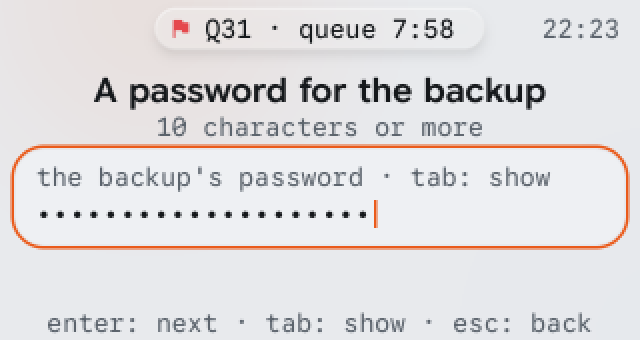 Q31 · queue 7:58
22:23
A password for the backup
10 characters or more
the backup's password · tab: show
••••••••••••••••••••
enter: next · tab: show · esc: back